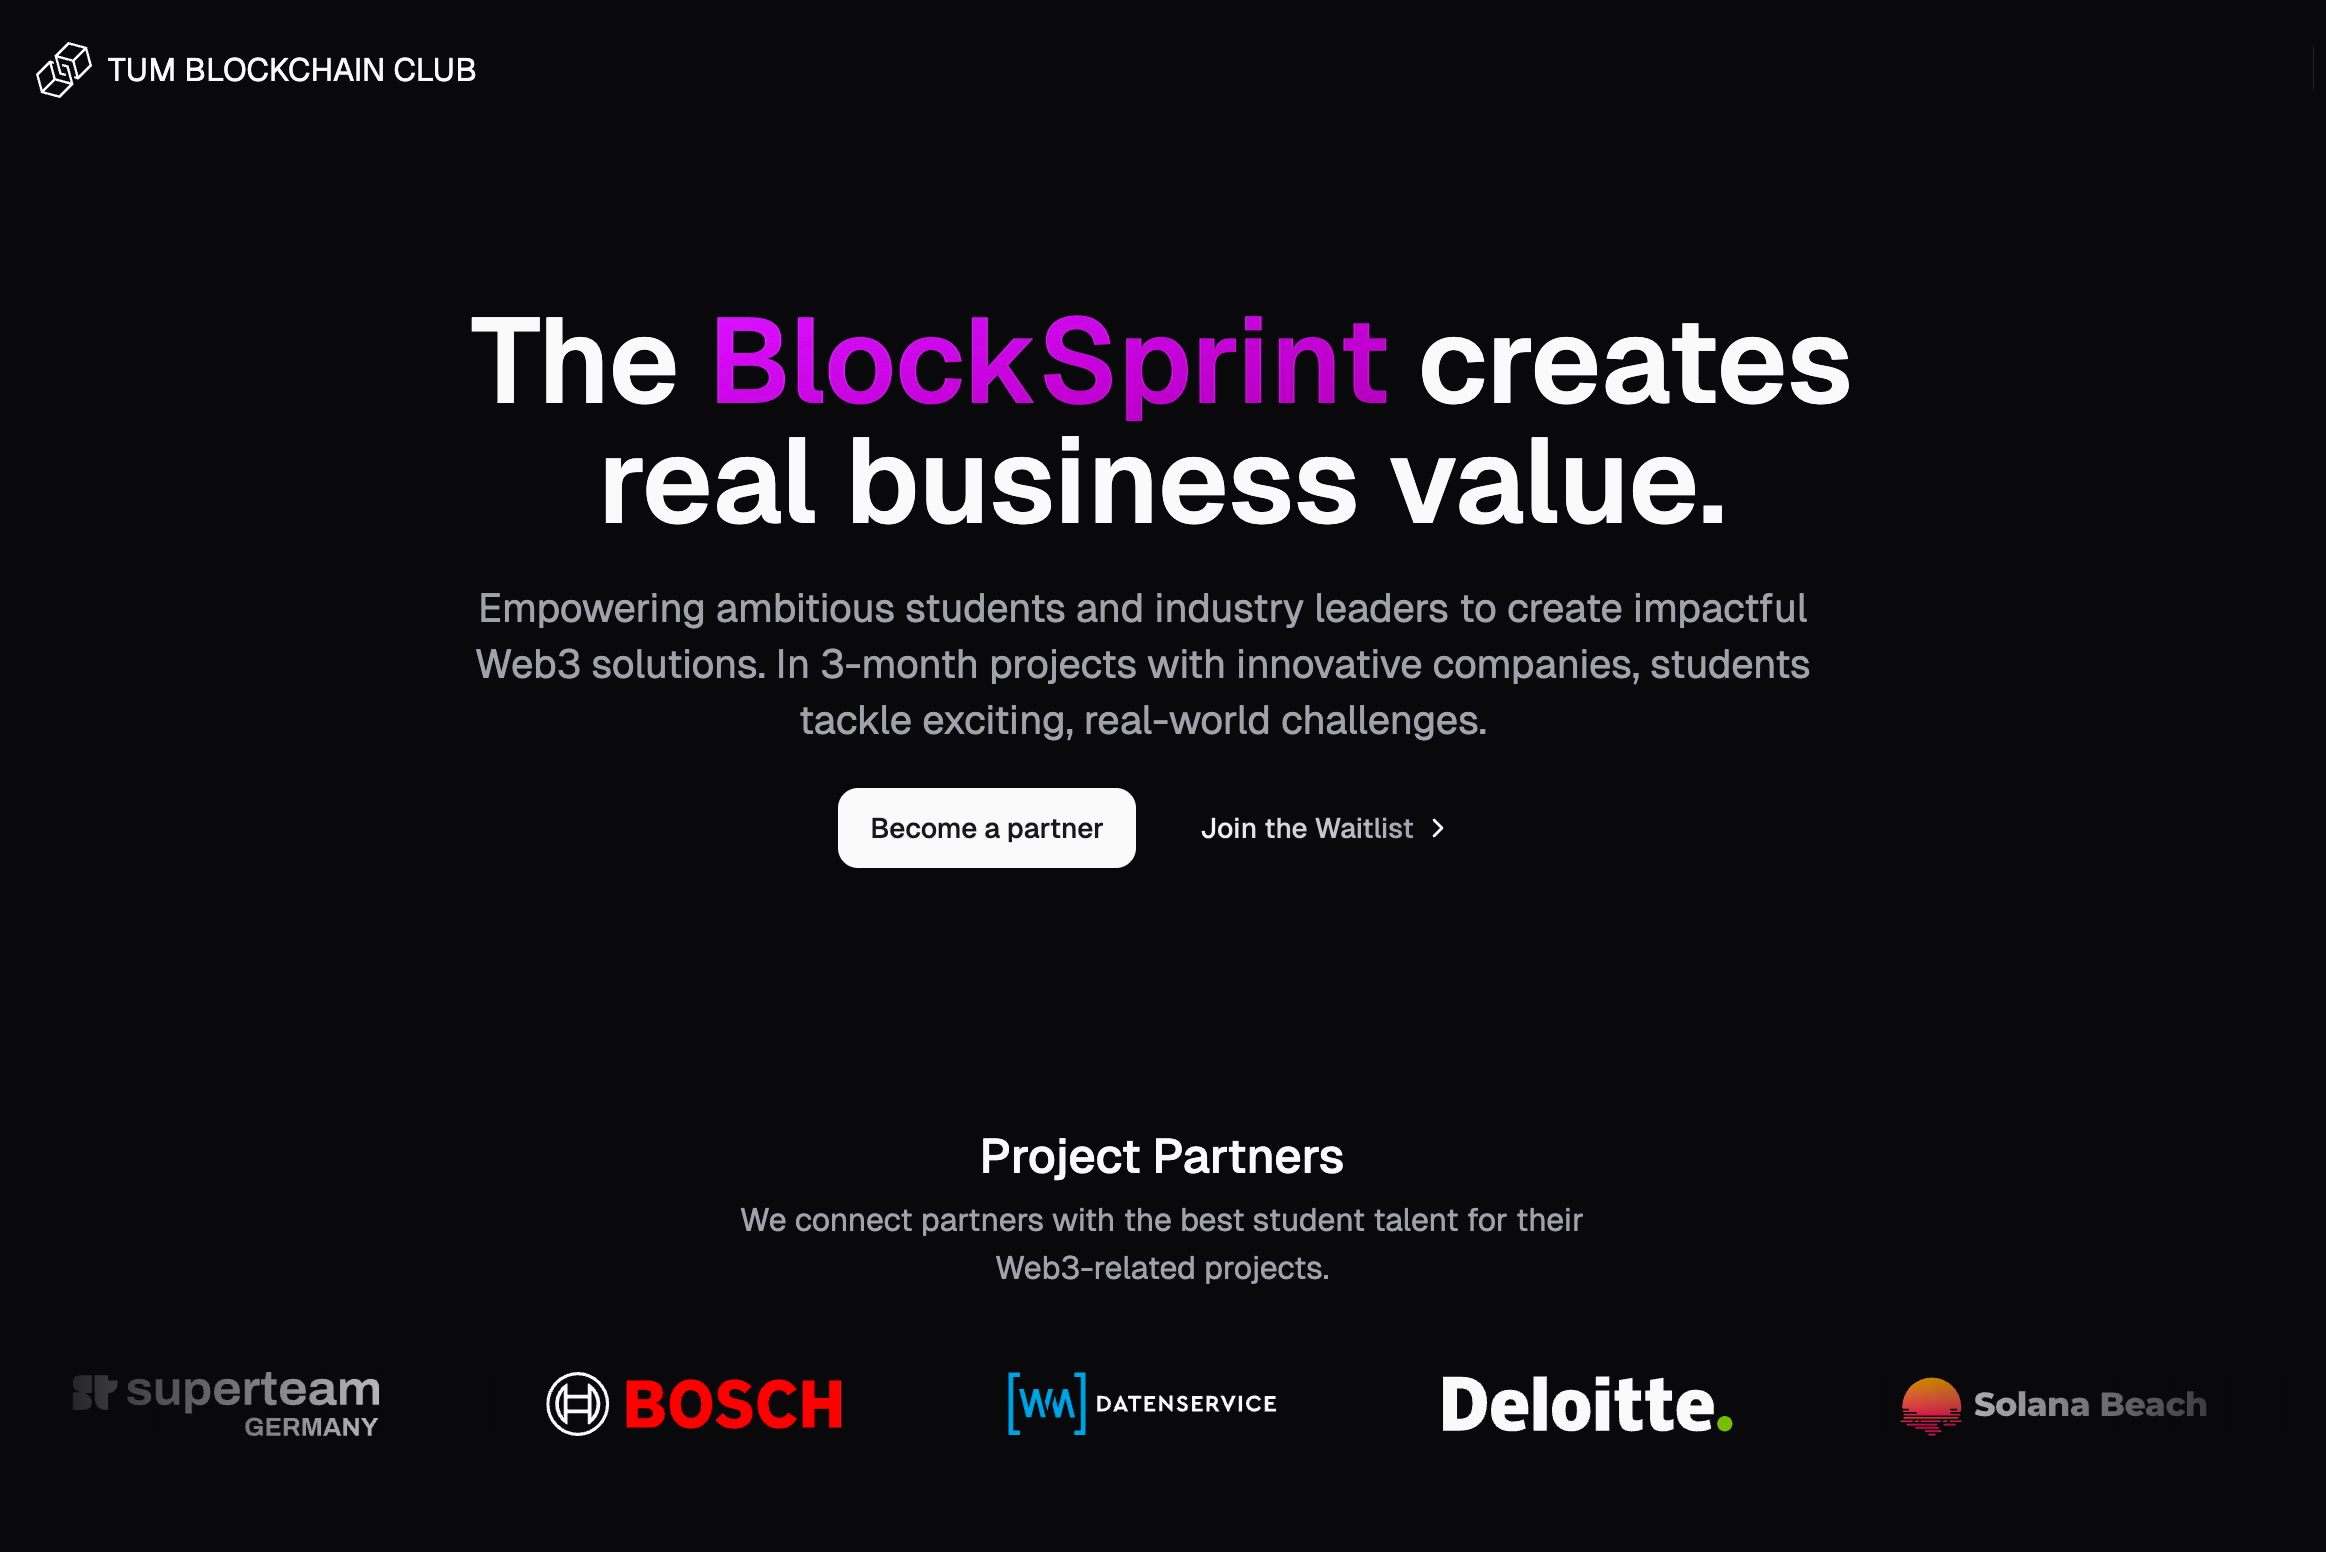 TUM BLOCKCHAIN CLUB
The BlockSprint creates
real business value.
Empowering ambitious students and industry leaders to create impactful
Web3 solutions. In 3-month projects with innovative companies, students
tackle exciting, real-world challenges.
Become a partner
Join the Waitlist
Project Partners
We connect partners with the best student talent for their
Web3-related projects.
superteam
GERMANY
BOSCH
WM DATENSERVICE
Deloitte.
Solana Beach